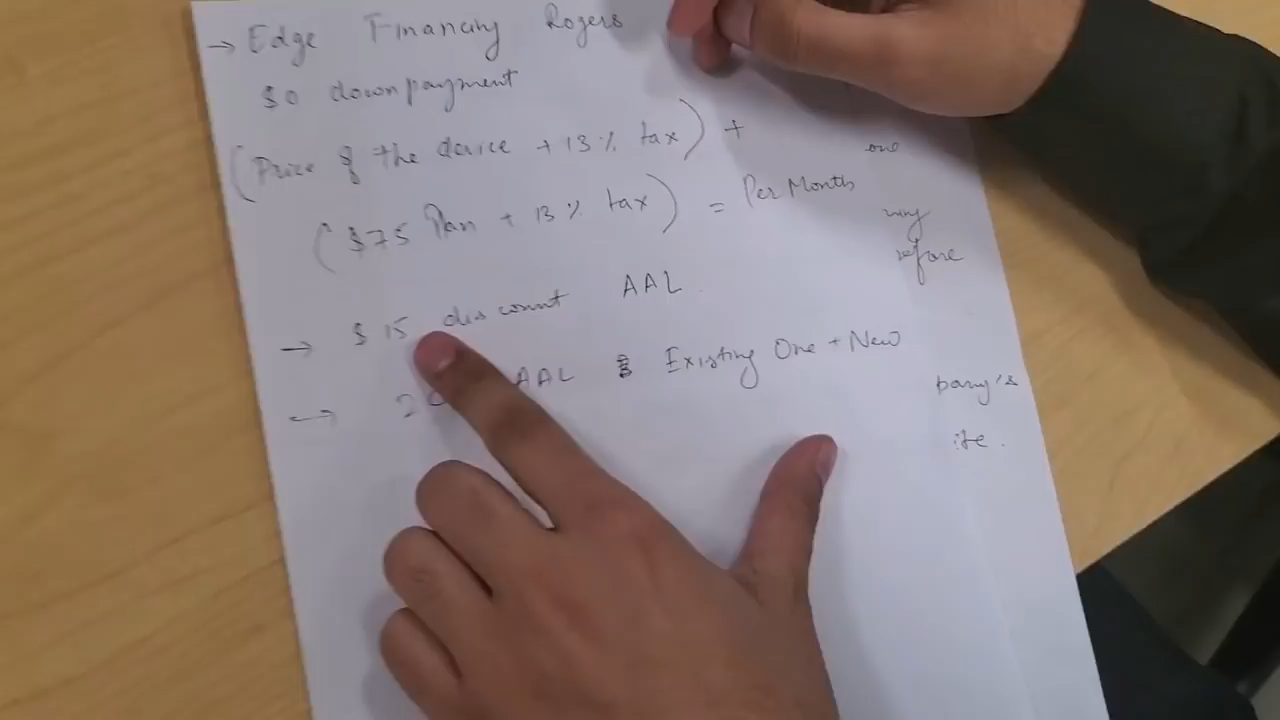 → Edge Financing Rogers
$0 downpayment
(Price of the device + 13% tax) +
($75 Plan + 13% tax) = Per Month
→ $15 discount AAL
→ AAL : Existing One + New
one